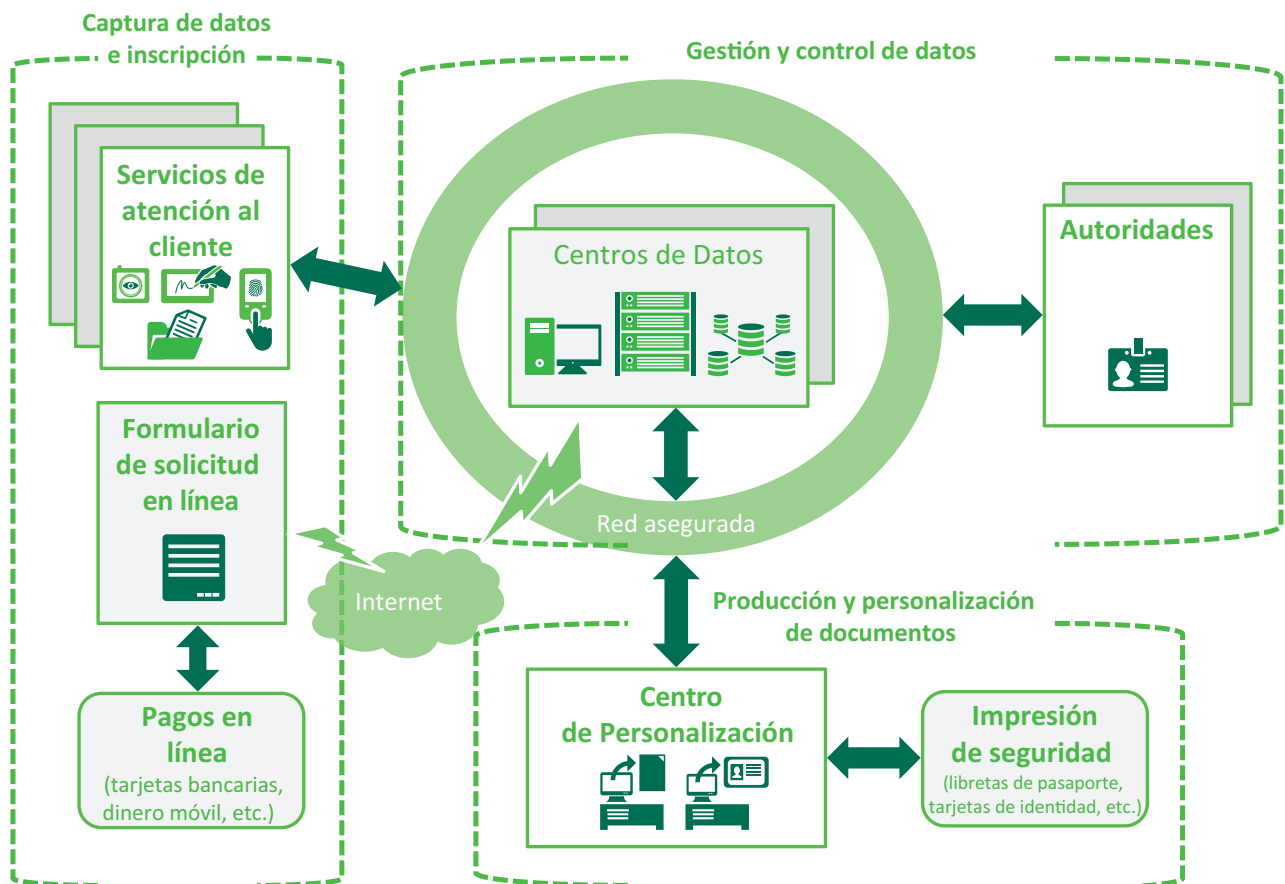 Captura de datos
e inscripción
Gestión y control de datos
Servicios de
atención al
cliente
Centros de Datos
Autoridades
Formulario
de solicitud
en línea
Red asegurada
Internet
Producción y personalización
de documentos
Pagos en
línea
(tarjetas bancarias,
dinero móvil, etc.)
Centro
de Personalización
Impresión
de seguridad
(libretas de pasaporte,
tarjetas de identidad, etc.)